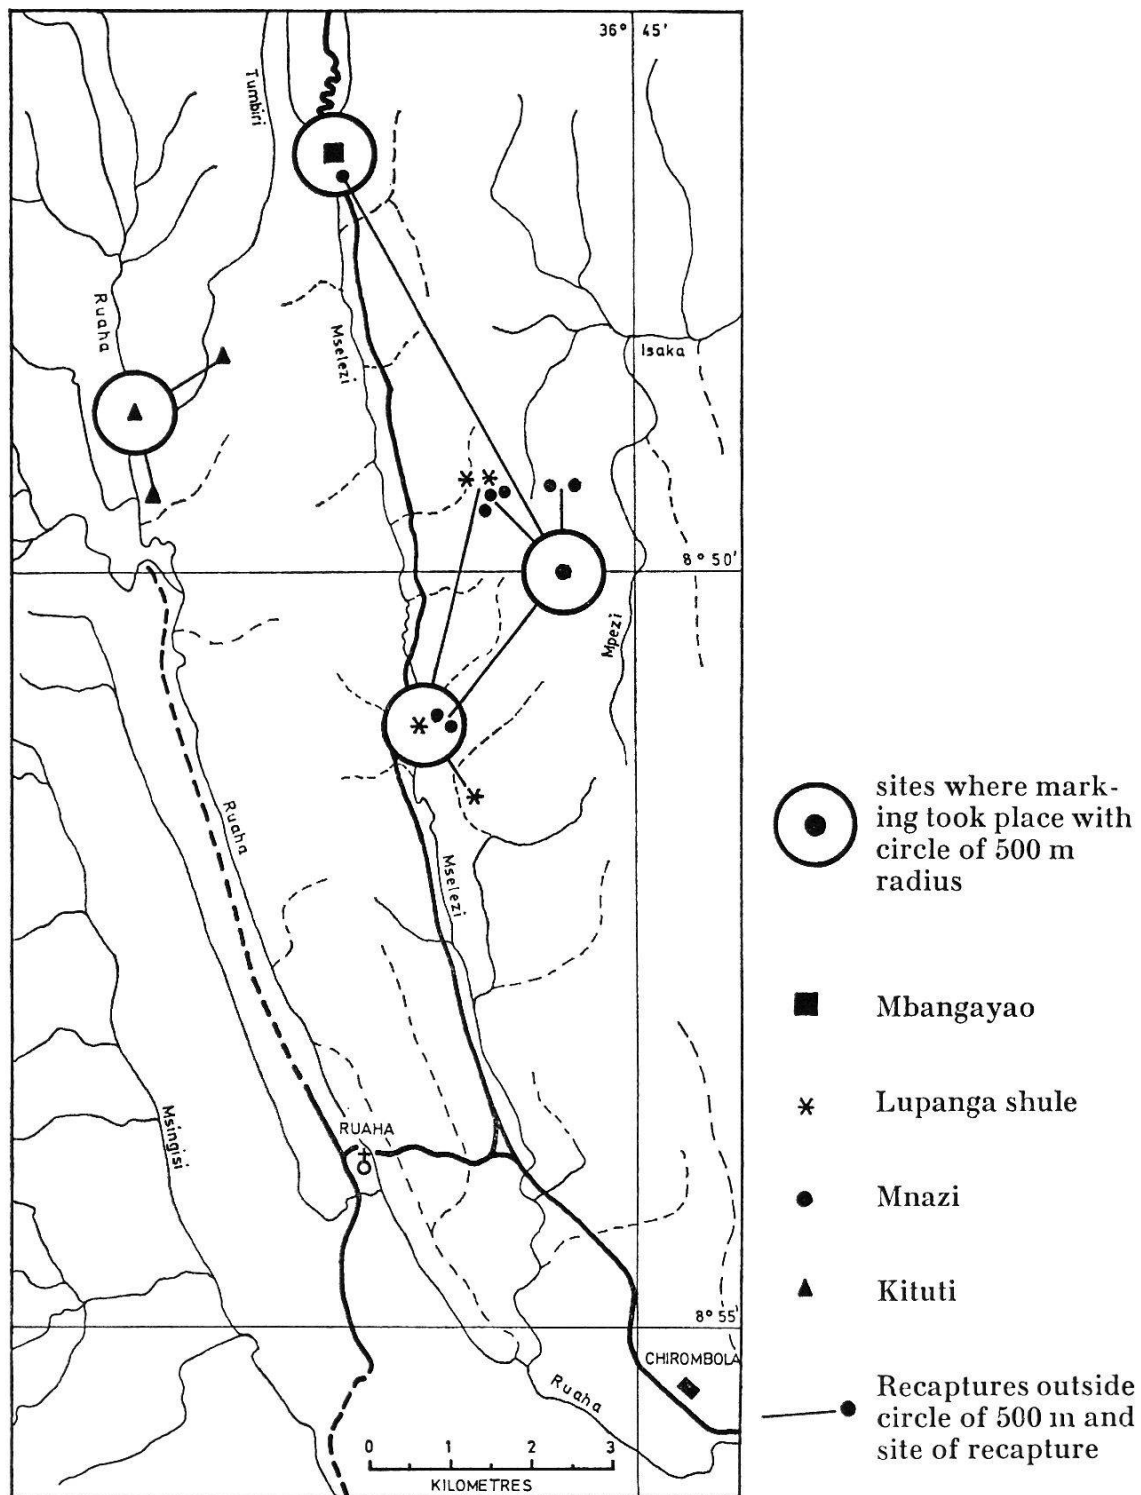 36° 45'
Tumbiri
Ruaha
Mselezi
Isaka
8° 50'
Mpezi
Ruaha
Mselezi
Msingisi
RUAHA
8° 55'
CHIROMBOLA
Ruaha
0 1 2 3
KILOMETRES
sites where mark-
ing took place with
circle of 500 m
radius
Mbangayao
Lupanga shule
Mnazi
Kituti
Recaptures outside
circle of 500 m and
site of recapture